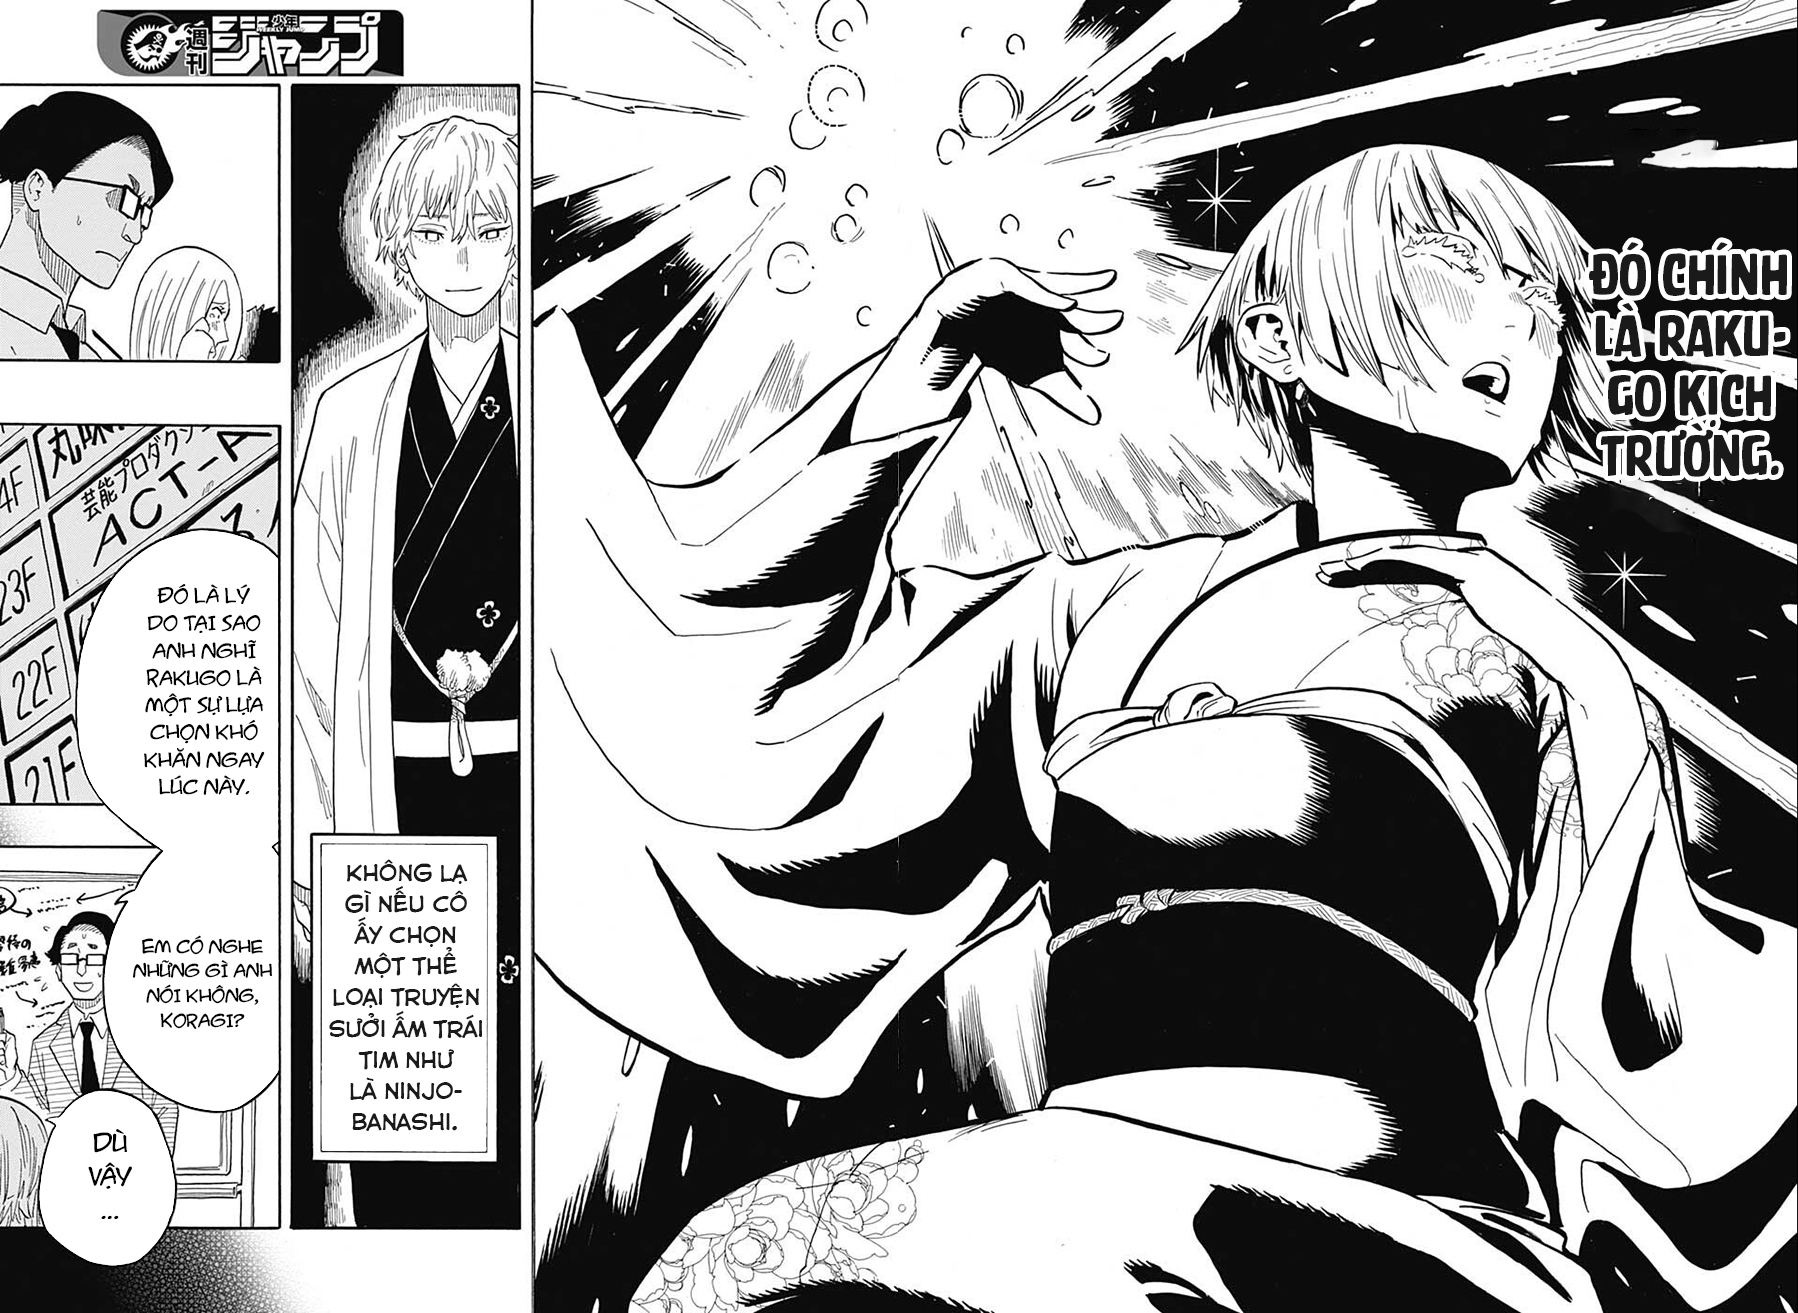 週刊
少年
WEEKLY JUMP
ジャンプ
ĐÓ CHÍNH
LÀ RAKU-
GO KỊCH
TRƯỜNG.
KHÔNG LẠ
GÌ NẾU CÔ
ẤY CHỌN
MỘT THỂ
LOẠI TRUYỆN
SƯỞI ẤM TRÁI
TIM NHƯ
LÀ NINJO-
BANASHI.
4F
芸能プロダクシ
ACT-A
23F
22F
21F
ĐÓ LÀ LÝ
DO TẠI SAO
ANH NGHĨ
RAKUGO LÀ
MỘT SỰ LỰA
CHỌN KHÓ
KHĂN NGAY
LÚC NÀY.
EM CÓ NGHE
NHỮNG GÌ ANH
NÓI KHÔNG,
KORAGI?
DÙ
VẬY
...